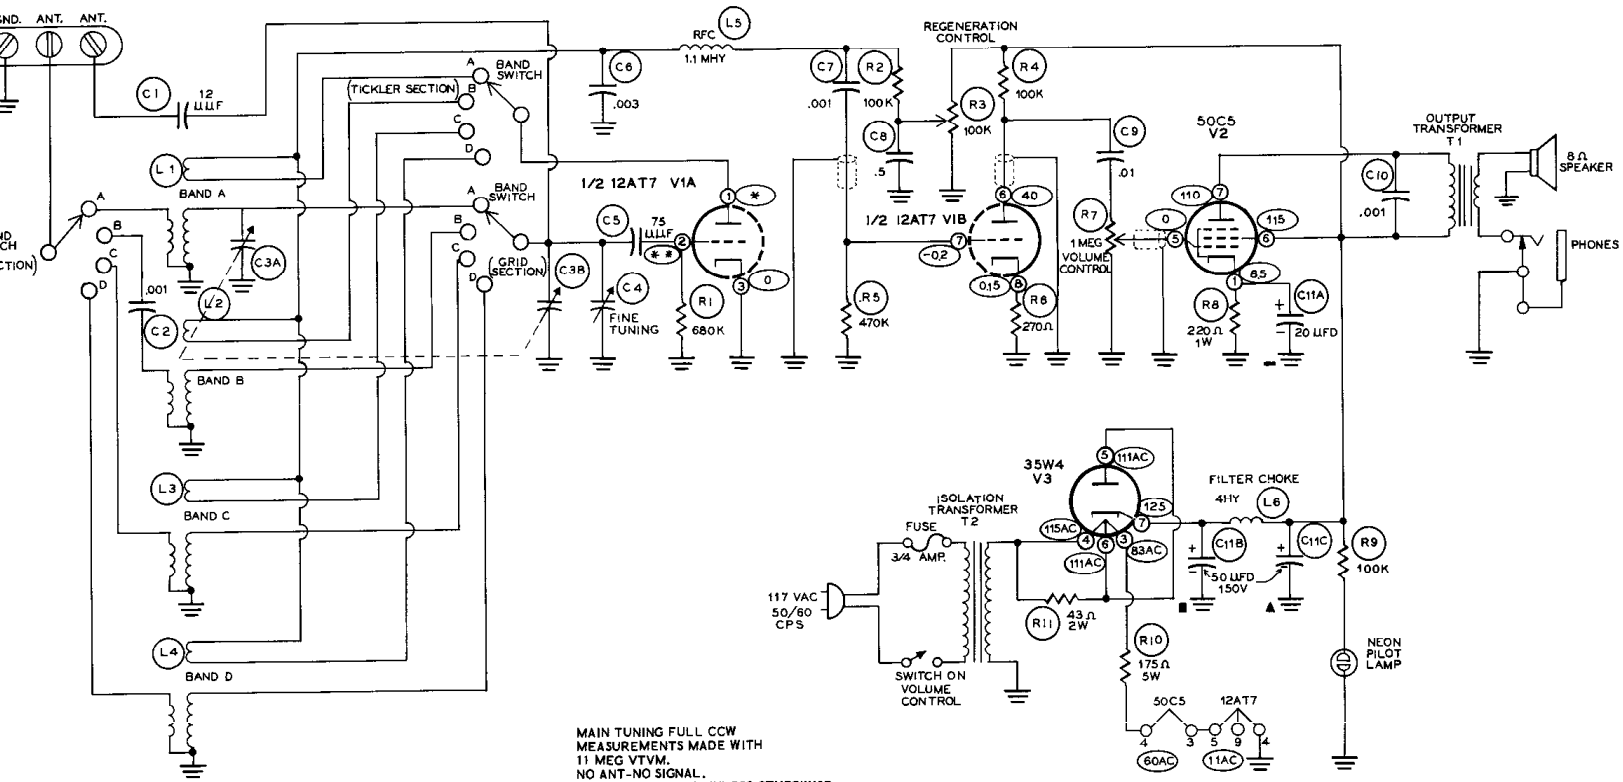 GND. ANT. ANT.
C1
12
µµF
L1
BAND A
A
B
C
D
C3A
L2
.001
C2
BAND B
L3
BAND C
L4
BAND D
A
BAND
SWITCH
(TICKLER SECTION)
B
C
D
A
BAND
SWITCH
B
C
(GRID
SECTION)
D
C3B
C4
FINE
TUNING
C5
75
µµF
1/2 12AT7 V1A
1
*
2
**
3
0
R1
680K
C6
.003
RFC
L5
1.1 MHY
C7
.001
R2
100K
C8
.5
REGENERATION
CONTROL
R3
100K
R4
100K
1/2 12AT7 V1B
6
40
7
-0.2
8
0.15
R5
470K
R6
270Ω
C9
.01
R7
1 MEG
VOLUME
CONTROL
50C5
V2
110
7
0
5
115
6
1
8.5
R8
220Ω
1W
C11A
+
−
20 µFD
C10
.001
OUTPUT
TRANSFORMER
T1
8Ω
SPEAKER
PHONES
35W4
V3
5
111AC
125
7
115AC
4
6
3
111AC
83AC
ISOLATION
TRANSFORMER
T2
FUSE
3/4 AMP.
117 VAC
50/60
CPS
SWITCH ON
VOLUME
CONTROL
R11
43Ω
2W
R10
175Ω
5W
FILTER CHOKE
4HY
L6
+
C11B
−
50 µFD
150V
+
C11C
−
R9
100K
NEON
PILOT
LAMP
50C5
12AT7
4
3
5
9
4
60AC
11AC
MAIN TUNING FULL CCW
MEASUREMENTS MADE WITH
11 MEG VTVM.
NO ANT-NO SIGNAL.